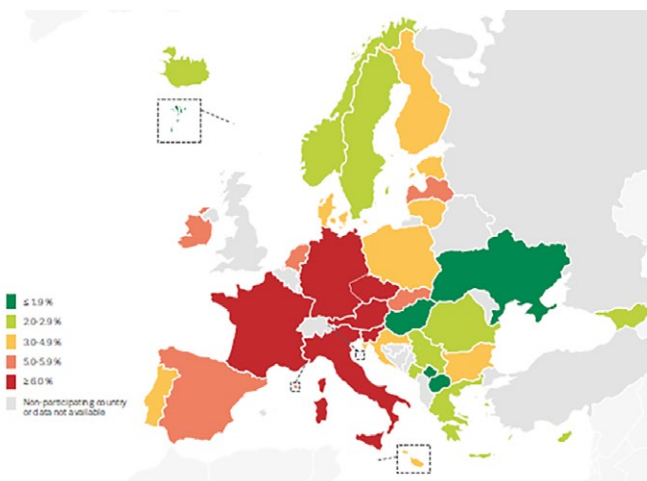 ≤ 1.9 %
2.0-2.9 %
3.0-4.9 %
5.0-5.9 %
≥ 6.0 %
Non-participating country
or data not available